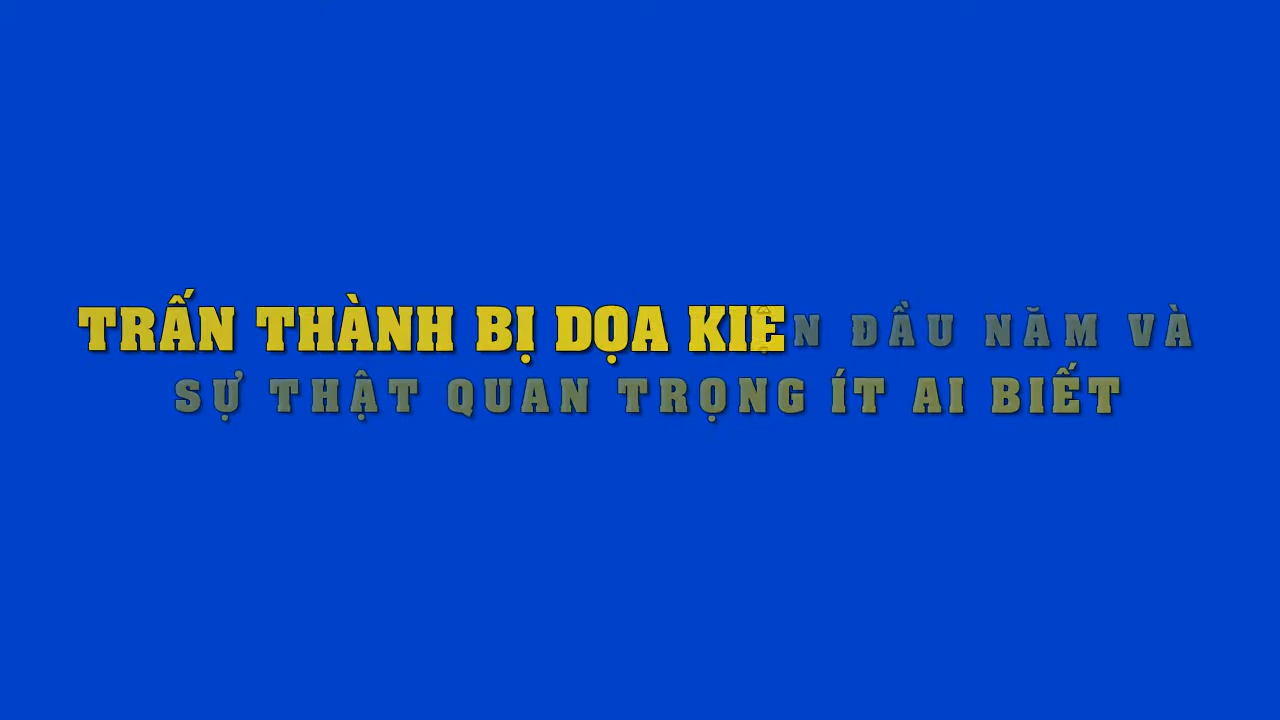 TRẤN THÀNH BỊ DỌA KIỆN ĐẦU NĂM VÀ
SỰ THẬT QUAN TRỌNG ÍT AI BIẾT